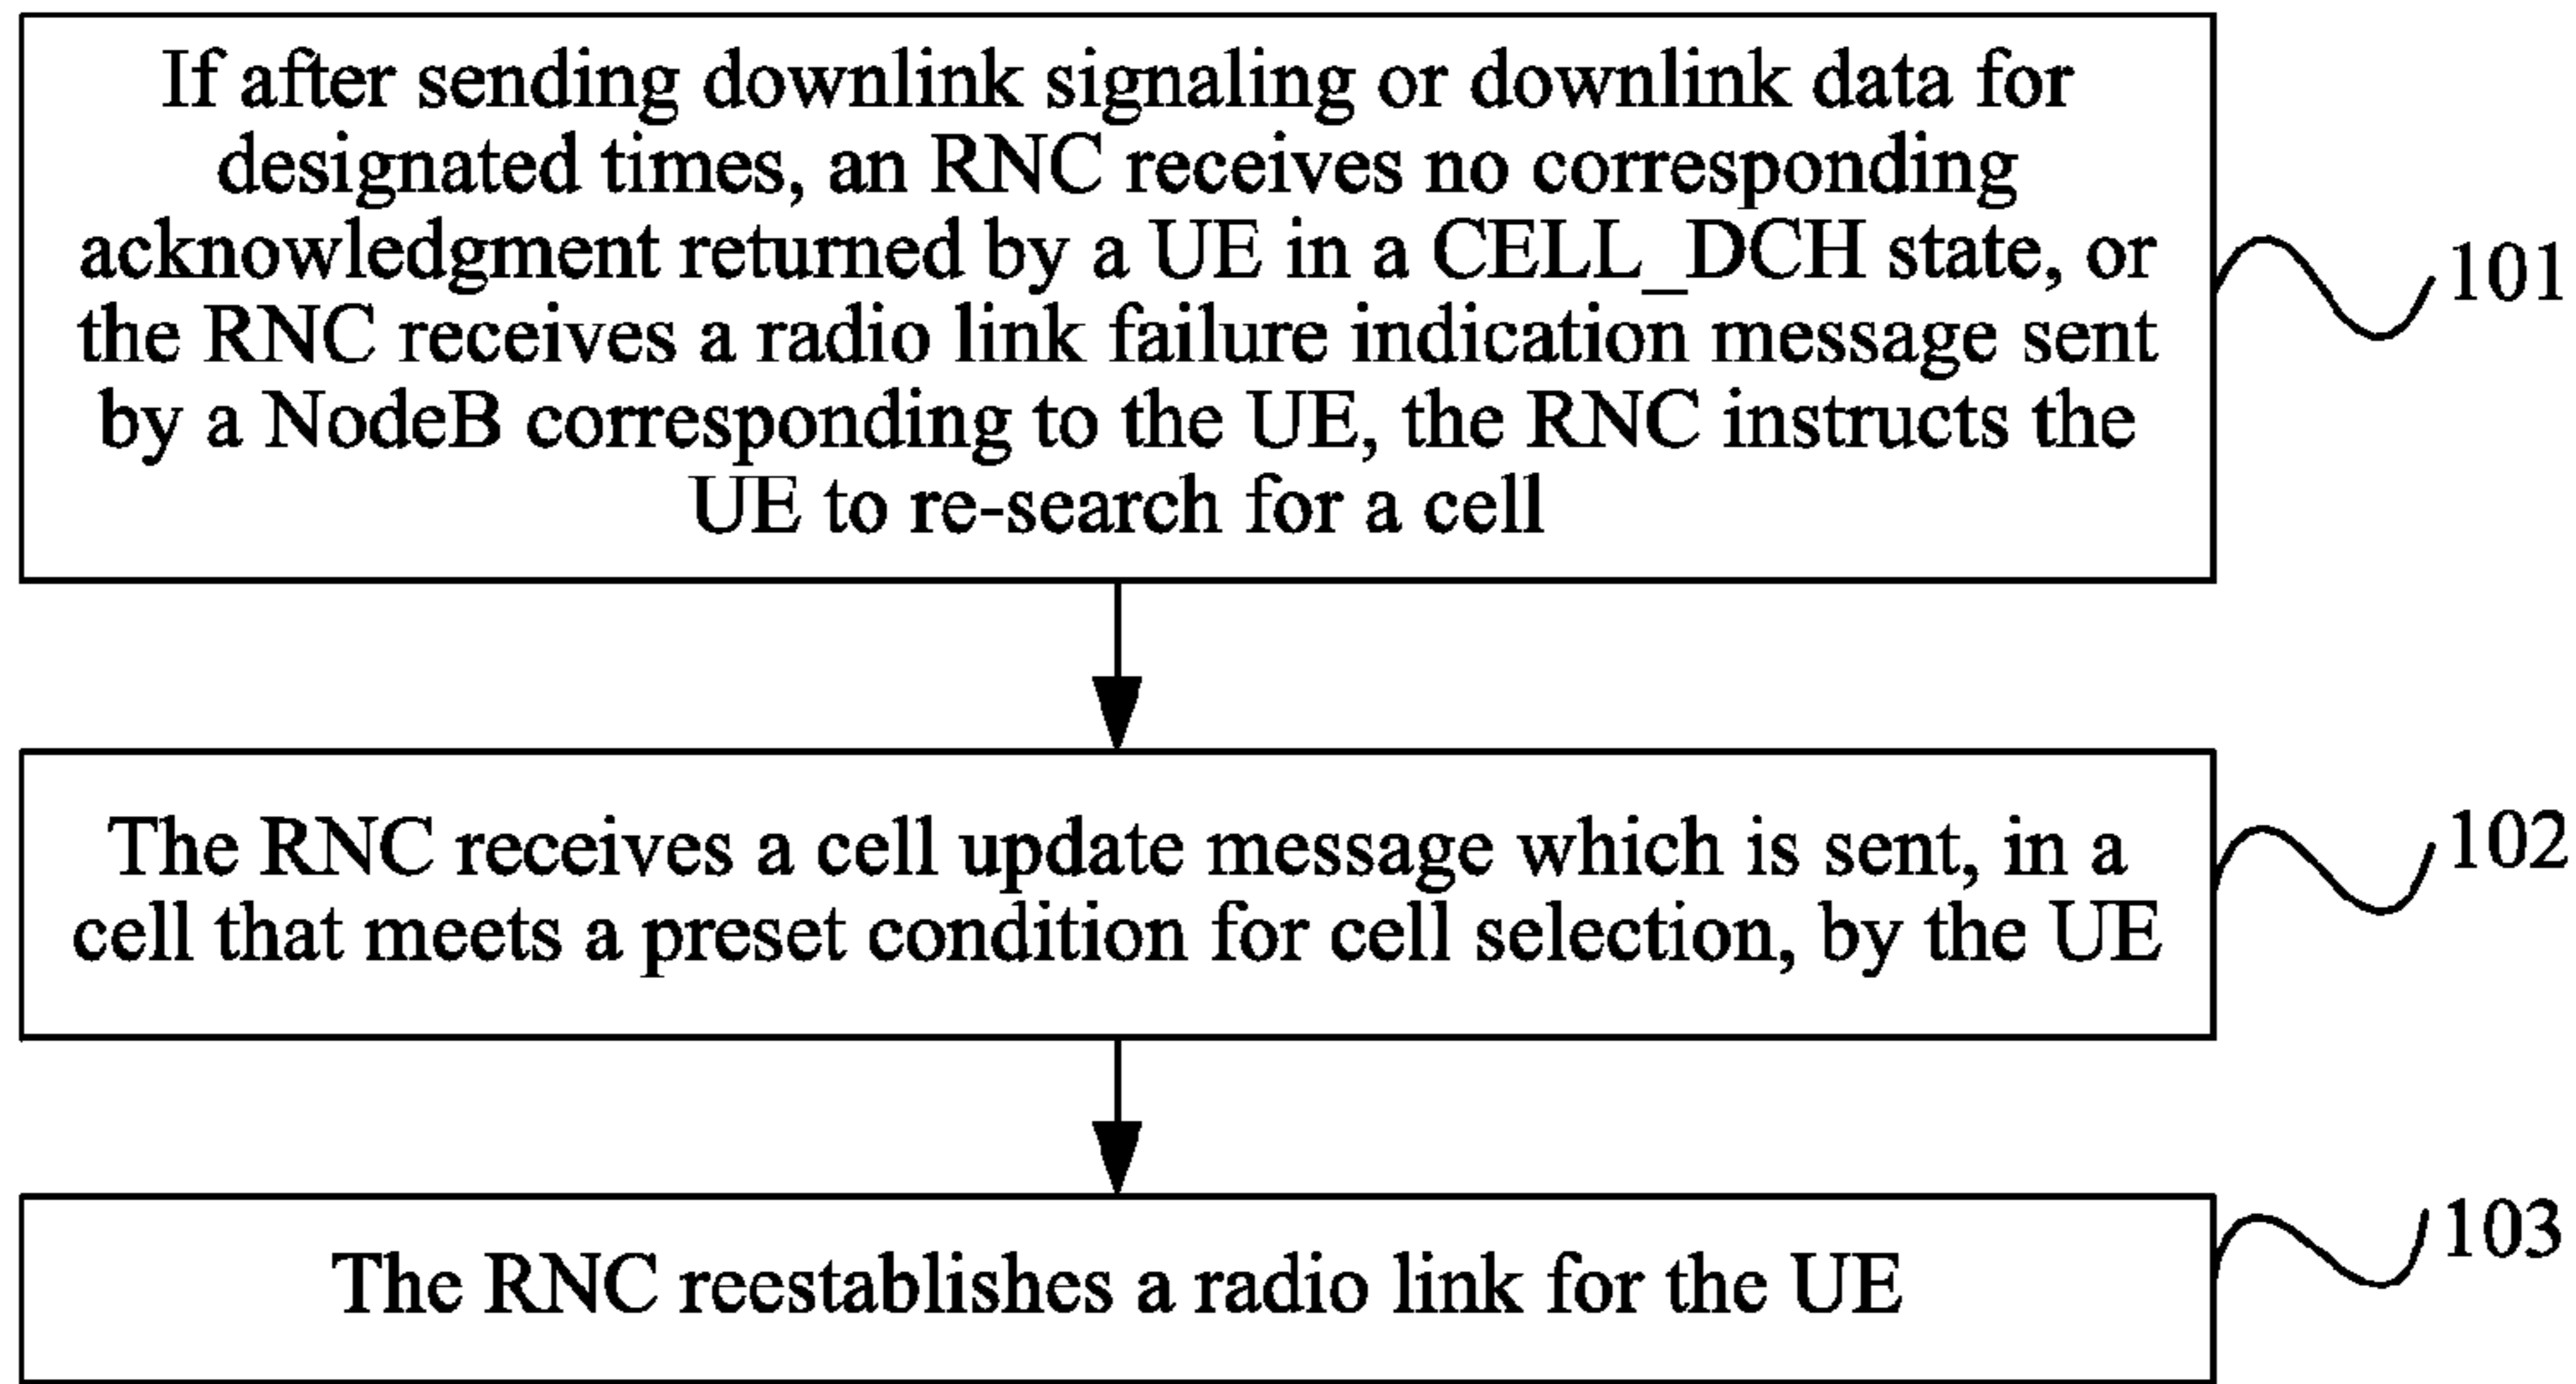 If after sending downlink signaling or downlink data for
designated times, an RNC receives no corresponding
acknowledgment returned by a UE in a CELL_DCH state, or
the RNC receives a radio link failure indication message sent
by a NodeB corresponding to the UE, the RNC instructs the
UE to re-search for a cell
101
The RNC receives a cell update message which is sent, in a
cell that meets a preset condition for cell selection, by the UE
102
The RNC reestablishes a radio link for the UE
103